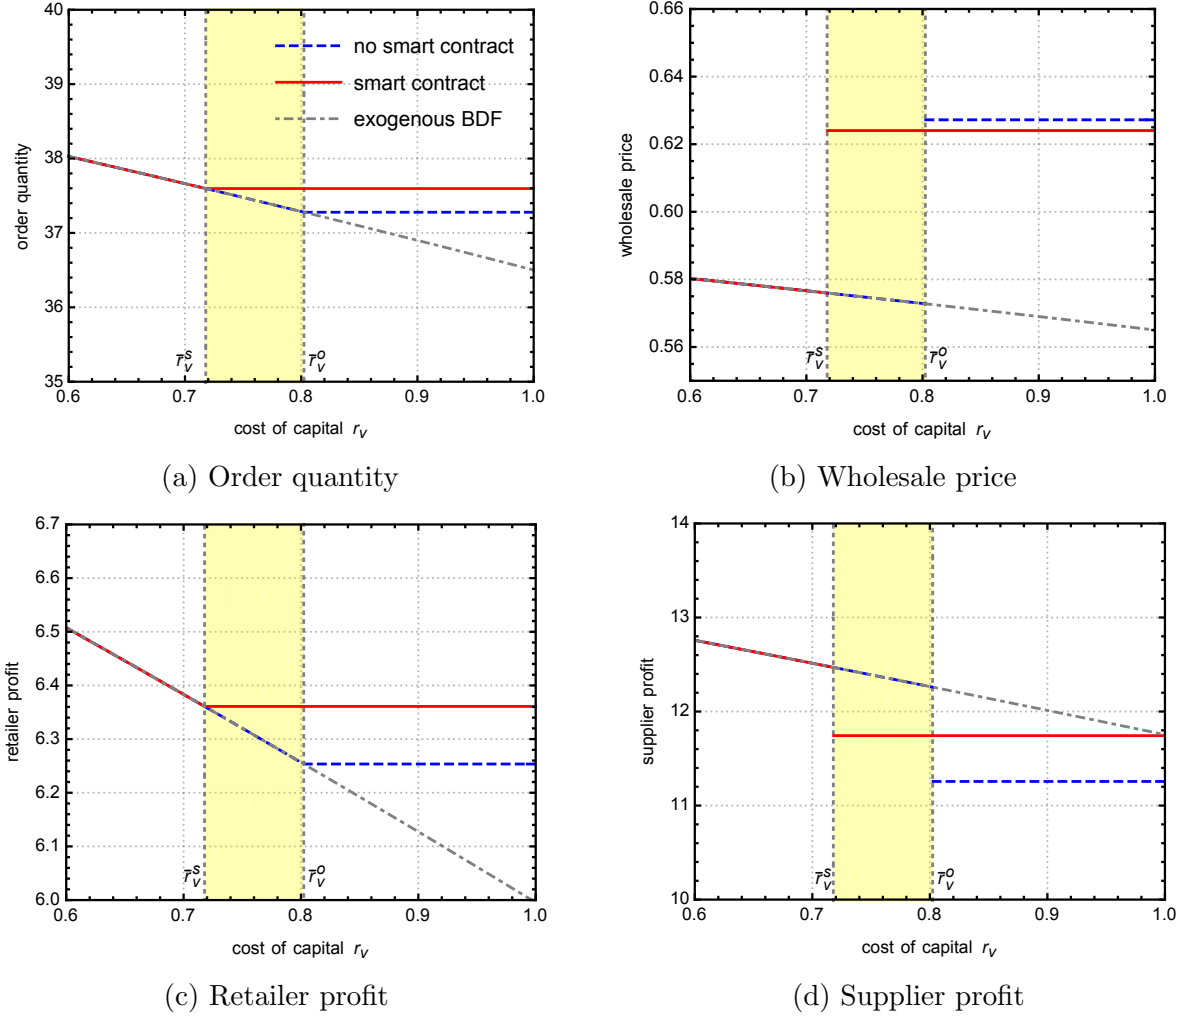 40
39
38
37
36
35
order quantity
no smart contract
smart contract
exogenous BDF
r̄ᵥˢ
r̄ᵥᵒ
0.6 0.7 0.8 0.9 1.0
cost of capital rᵥ
(a) Order quantity
0.66
0.64
0.62
0.60
0.58
0.56
wholesale price
r̄ᵥˢ
r̄ᵥᵒ
0.6 0.7 0.8 0.9 1.0
cost of capital rᵥ
(b) Wholesale price
6.7
6.6
6.5
6.4
6.3
6.2
6.1
6.0
retailer profit
r̄ᵥˢ
r̄ᵥᵒ
0.6 0.7 0.8 0.9 1.0
cost of capital rᵥ
(c) Retailer profit
14
13
12
11
10
supplier profit
r̄ᵥˢ
r̄ᵥᵒ
0.6 0.7 0.8 0.9 1.0
cost of capital rᵥ
(d) Supplier profit